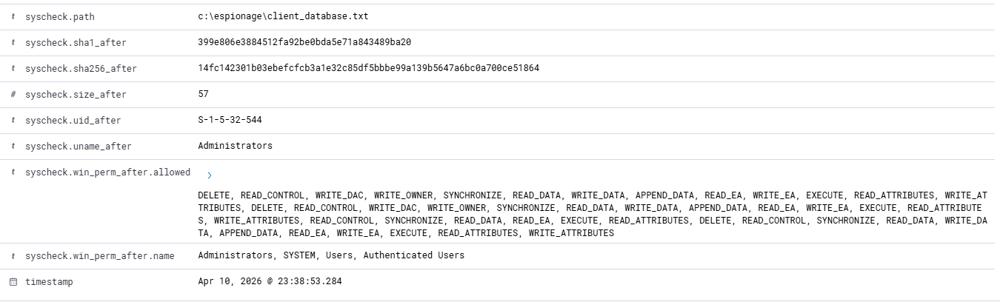 t syscheck.path c:\espionage\client_database.txt
t syscheck.sha1_after 399e806e3884512fa92be0bda5e71a843489ba20
t syscheck.sha256_after 14fc142301b03ebefcfcb3a1e32c85df5bbbe99a139b5647a6bc0a700ce51864
# syscheck.size_after 57
t syscheck.uid_after S-1-5-32-544
t syscheck.uname_after Administrators
t syscheck.win_perm_after.allowed
DELETE, READ_CONTROL, WRITE_DAC, WRITE_OWNER, SYNCHRONIZE, READ_DATA, WRITE_DATA, APPEND_DATA, READ_EA, WRITE_EA, EXECUTE, READ_ATTRIBUTES, WRITE_AT
TRIBUTES, DELETE, READ_CONTROL, WRITE_DAC, WRITE_OWNER, SYNCHRONIZE, READ_DATA, WRITE_DATA, APPEND_DATA, READ_EA, WRITE_EA, EXECUTE, READ_ATTRIBUTE
S, WRITE_ATTRIBUTES, READ_CONTROL, SYNCHRONIZE, READ_DATA, READ_EA, EXECUTE, READ_ATTRIBUTES, DELETE, READ_CONTROL, SYNCHRONIZE, READ_DATA, WRITE_DA
TA, APPEND_DATA, READ_EA, WRITE_EA, EXECUTE, READ_ATTRIBUTES, WRITE_ATTRIBUTES
t syscheck.win_perm_after.name Administrators, SYSTEM, Users, Authenticated Users
timestamp Apr 10, 2026 @ 23:38:53.284